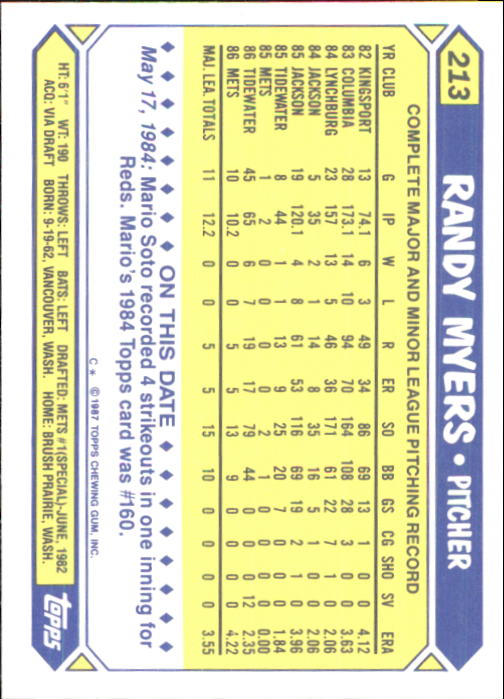 213
RANDY MYERS • PITCHER
COMPLETE MAJOR AND MINOR LEAGUE PITCHING RECORD
YR CLUB G IP W L R ER SO BB GS CG SHO SV ERA
82 KINGSPORT 13 74.1 6 3 49 34 86 69 13 1 0 0 4.12
83 COLUMBIA 28 173.1 14 10 94 70 164 108 28 3 0 0 3.63
84 LYNCHBURG 23 157 13 5 46 36 171 61 22 7 1 0 2.06
84 JACKSON 5 35 2 1 14 8 35 16 5 1 0 0 2.06
85 JACKSON 19 120.1 4 8 61 53 116 69 19 2 1 0 3.96
85 TIDEWATER 8 44 1 1 13 9 25 20 7 0 0 0 1.84
85 METS 1 2 0 0 0 0 2 1 0 0 0 0 0.00
86 TIDEWATER 45 65 6 7 19 17 79 44 0 0 0 12 2.35
86 METS 10 10.2 0 0 5 5 13 9 0 0 0 0 4.22
MAJ. LEA. TOTALS 11 12.2 0 0 5 5 15 10 0 0 0 0 3.55
♦ ♦ ♦ ♦ ♦ ♦ ON THIS DATE ♦ ♦ ♦ ♦ ♦ ♦
May 17, 1984: Mario Soto recorded 4 strikeouts in one inning for
Reds. Mario's 1984 Topps card was #160.
C* ©1987 TOPPS CHEWING GUM, INC.
HT: 6'1" WT: 190 THROWS: LEFT BATS: LEFT DRAFTED: METS #1(SPECIAL)-JUNE, 1982
ACQ: VIA DRAFT BORN: 9-19-62, VANCOUVER, WASH. HOME: BRUSH PRAIRIE, WASH.
topps